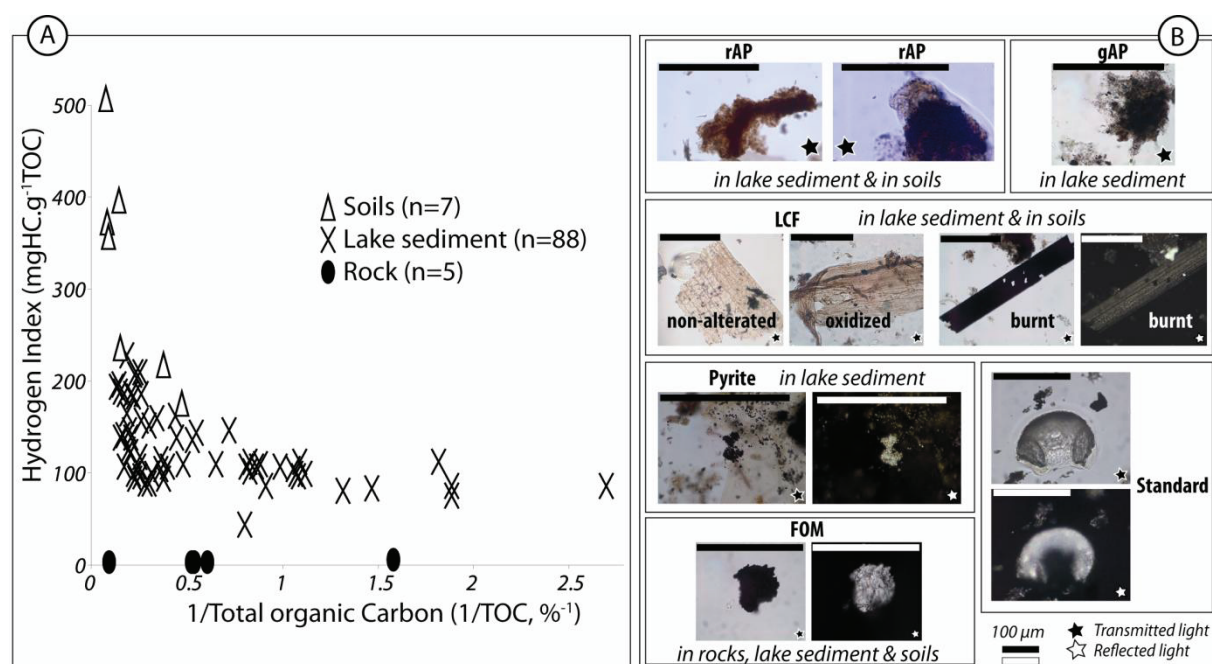 A
Hydrogen Index (mgHC.g⁻¹TOC)
500
400
300
200
100
0
Soils (n=7)
Lake sediment (n=88)
Rock (n=5)
0
0.5
1
1.5
2
2.5
1/Total organic Carbon (1/TOC, %⁻¹)
B
rAP
rAP
in lake sediment & in soils
gAP
in lake sediment
LCF in lake sediment & in soils
non-alterated
oxidized
burnt
burnt
Pyrite in lake sediment
FOM
in rocks, lake sediment & soils
Standard
100 µm
Transmitted light
Reflected light